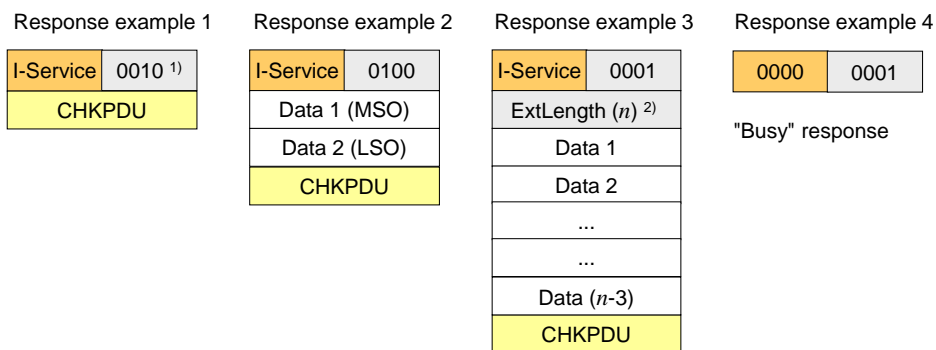 Response example 1
I-Service 0010 1)
CHKPDU
Response example 2
I-Service 0100
Data 1 (MSO)
Data 2 (LSO)
CHKPDU
Response example 3
I-Service 0001
ExtLength (n) 2)
Data 1
Data 2
...
...
Data (n-3)
CHKPDU
Response example 4
0000 0001
"Busy" response